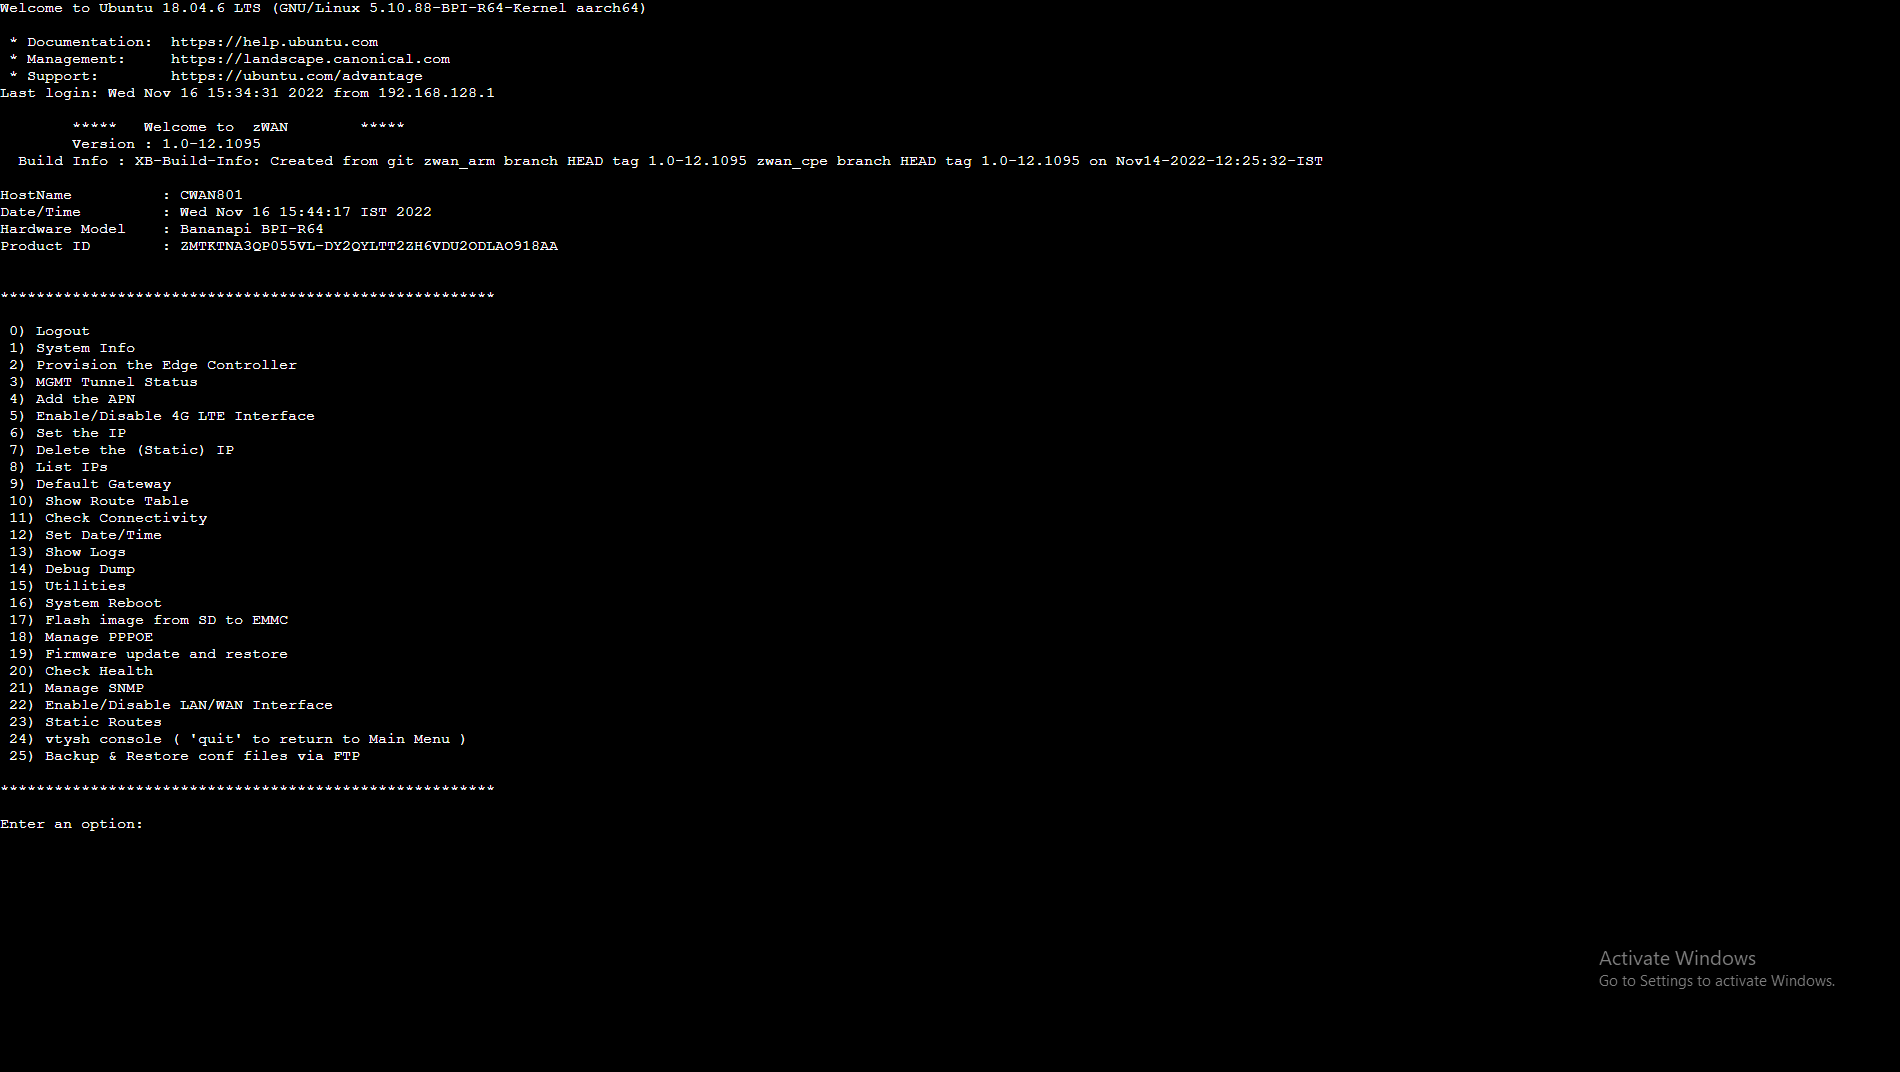 Welcome to Ubuntu 18.04.6 LTS (GNU/Linux 5.10.88-BPI-R64-Kernel aarch64)
* Documentation:  https://help.ubuntu.com
* Management:     https://landscape.canonical.com
* Support:        https://ubuntu.com/advantage
Last login: Wed Nov 16 15:34:31 2022 from 192.168.128.1
*****   Welcome to  zWAN        *****
Version : 1.0-12.1095
Build Info : XB-Build-Info: Created from git zwan_arm branch HEAD tag 1.0-12.1095 zwan_cpe branch HEAD tag 1.0-12.1095 on Nov14-2022-12:25:32-IST
HostName          : CWAN801
Date/Time         : Wed Nov 16 15:44:17 IST 2022
Hardware Model    : Bananapi BPI-R64
Product ID        : ZMTKTNA3QP055VL-DY2QYLTT2ZH6VDU2ODLAO918AA
*******************************************************
0) Logout
1) System Info
2) Provision the Edge Controller
3) MGMT Tunnel Status
4) Add the APN
5) Enable/Disable 4G LTE Interface
6) Set the IP
7) Delete the (Static) IP
8) List IPs
9) Default Gateway
10) Show Route Table
11) Check Connectivity
12) Set Date/Time
13) Show Logs
14) Debug Dump
15) Utilities
16) System Reboot
17) Flash image from SD to EMMC
18) Manage PPPOE
19) Firmware update and restore
20) Check Health
21) Manage SNMP
22) Enable/Disable LAN/WAN Interface
23) Static Routes
24) vtysh console ( 'quit' to return to Main Menu )
25) Backup & Restore conf files via FTP
*******************************************************
Enter an option:
Activate Windows
Go to Settings to activate Windows.